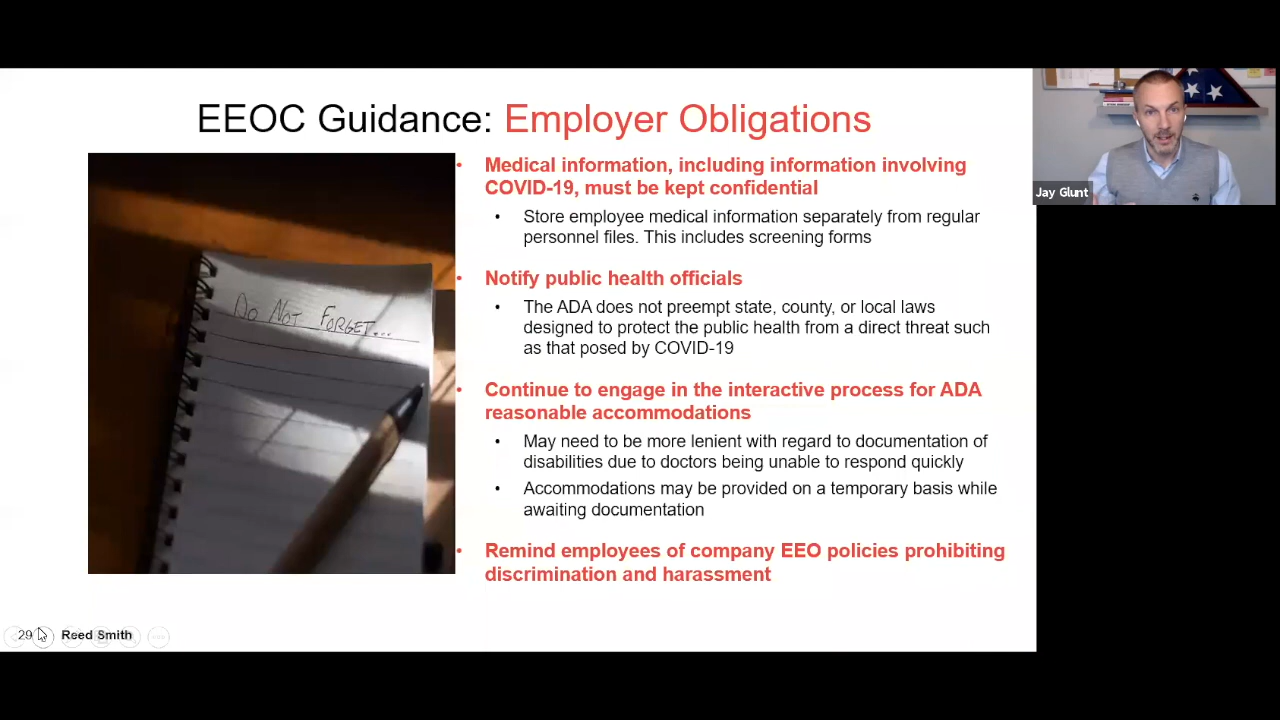 EEOC Guidance: Employer Obligations
• Medical information, including information involving
COVID-19, must be kept confidential
• Store employee medical information separately from regular
personnel files. This includes screening forms
• Notify public health officials
• The ADA does not preempt state, county, or local laws
designed to protect the public health from a direct threat such
as that posed by COVID-19
• Continue to engage in the interactive process for ADA
reasonable accommodations
• May need to be more lenient with regard to documentation of
disabilities due to doctors being unable to respond quickly
• Accommodations may be provided on a temporary basis while
awaiting documentation
• Remind employees of company EEO policies prohibiting
discrimination and harassment
DO NOT FORGET...
Jay Glunt
29 Reed Smith